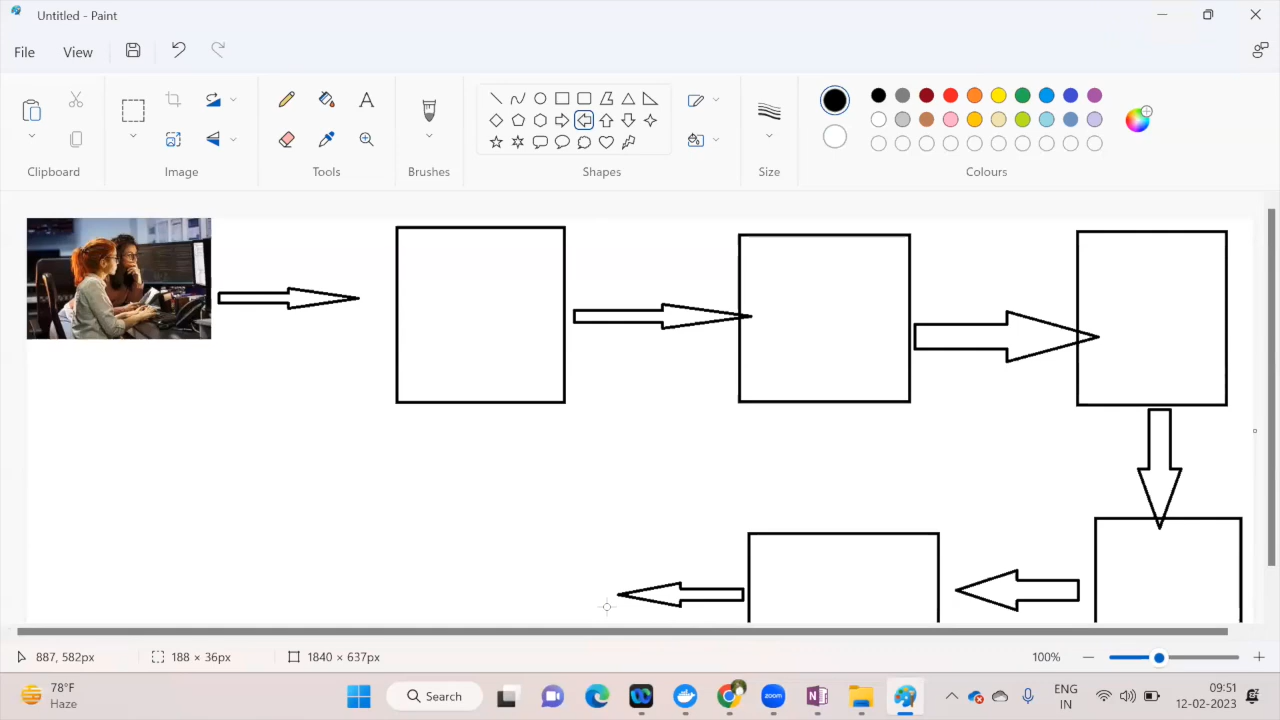 Untitled - Paint
File View
Clipboard Image Tools Brushes Shapes Size Colours
887, 582px 188 × 36px 1840 × 637px 100%
78°F
Haze
Search
zoom
ENG
IN
09:51
12-02-2023